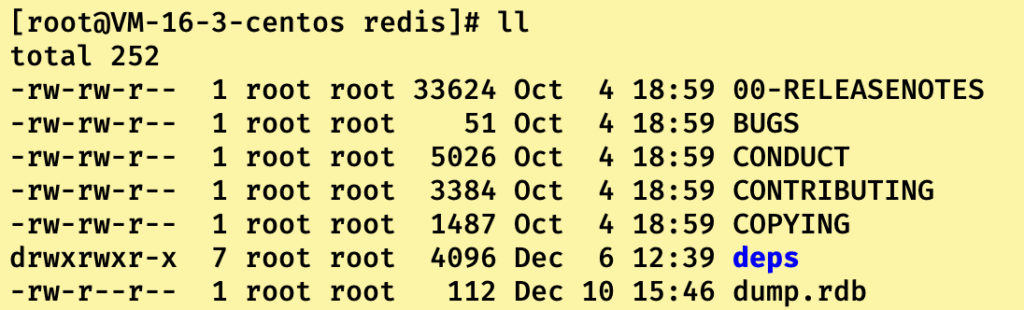 [root@VM-16-3-centos redis]# ll
total 252
-rw-rw-r--  1 root root 33624 Oct  4 18:59 00-RELEASENOTES
-rw-rw-r--  1 root root    51 Oct  4 18:59 BUGS
-rw-rw-r--  1 root root  5026 Oct  4 18:59 CONDUCT
-rw-rw-r--  1 root root  3384 Oct  4 18:59 CONTRIBUTING
-rw-rw-r--  1 root root  1487 Oct  4 18:59 COPYING
drwxrwxr-x  7 root root  4096 Dec  6 12:39 deps
-rw-r--r--  1 root root   112 Dec 10 15:46 dump.rdb